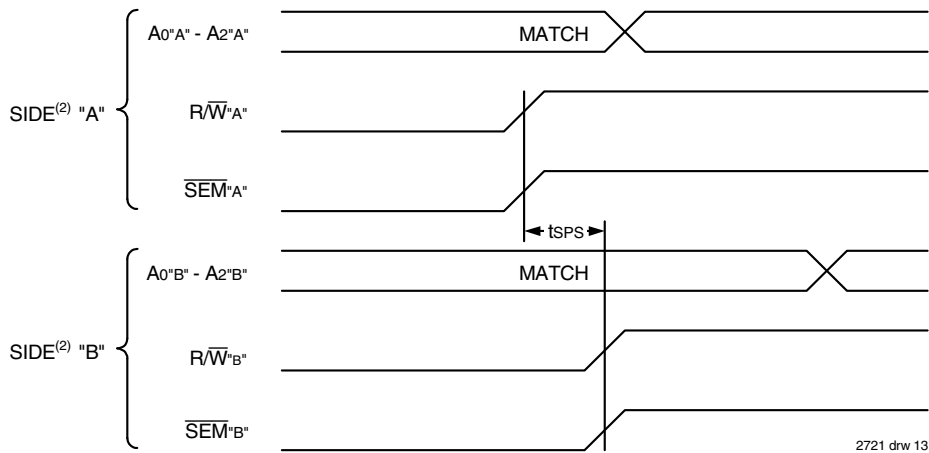 A0"A" - A2"A"
MATCH
SIDE(2) "A"
R/W"A"
SEM"A"
tSPS
A0"B" - A2"B"
MATCH
SIDE(2) "B"
R/W"B"
SEM"B"
2721 drw 13